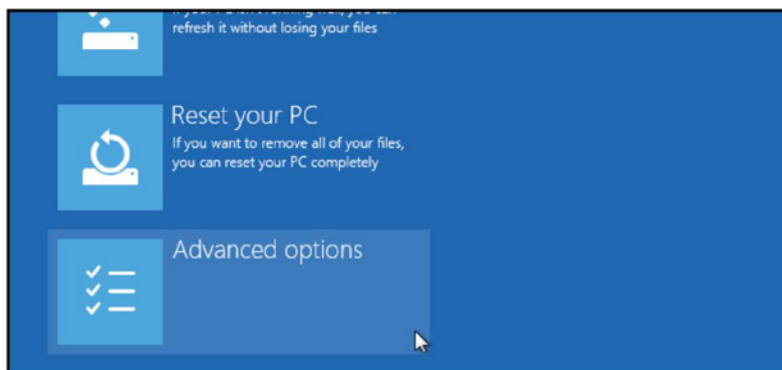 refresh it without losing your files
Reset your PC
If you want to remove all of your files,
you can reset your PC completely
Advanced options